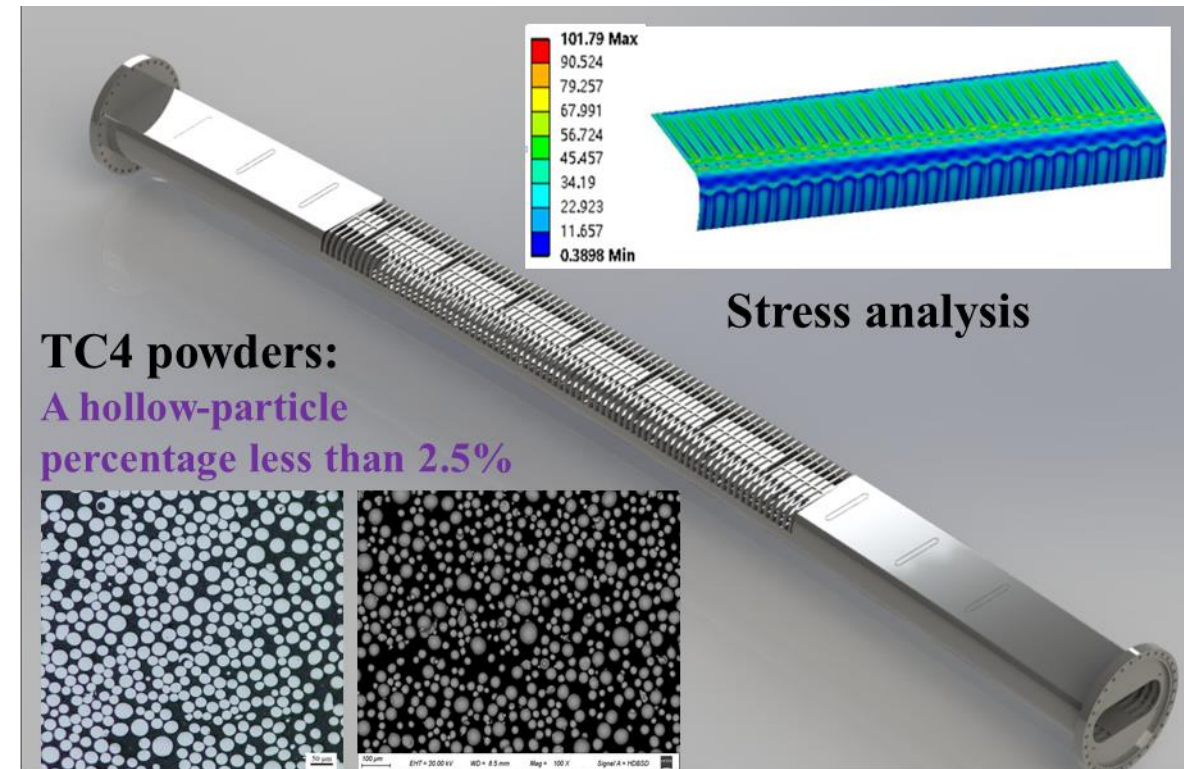 101.79 Max
90.524
79.257
67.991
56.724
45.457
34.19
22.923
11.657
0.3898 Min
Stress analysis
TC4 powders:
A hollow-particle
percentage less than 2.5%
50 μm
100 μm
EHT = 30.00 kV
WD = 8.5 mm
Mag = 100 X
Signal A = HDBSD